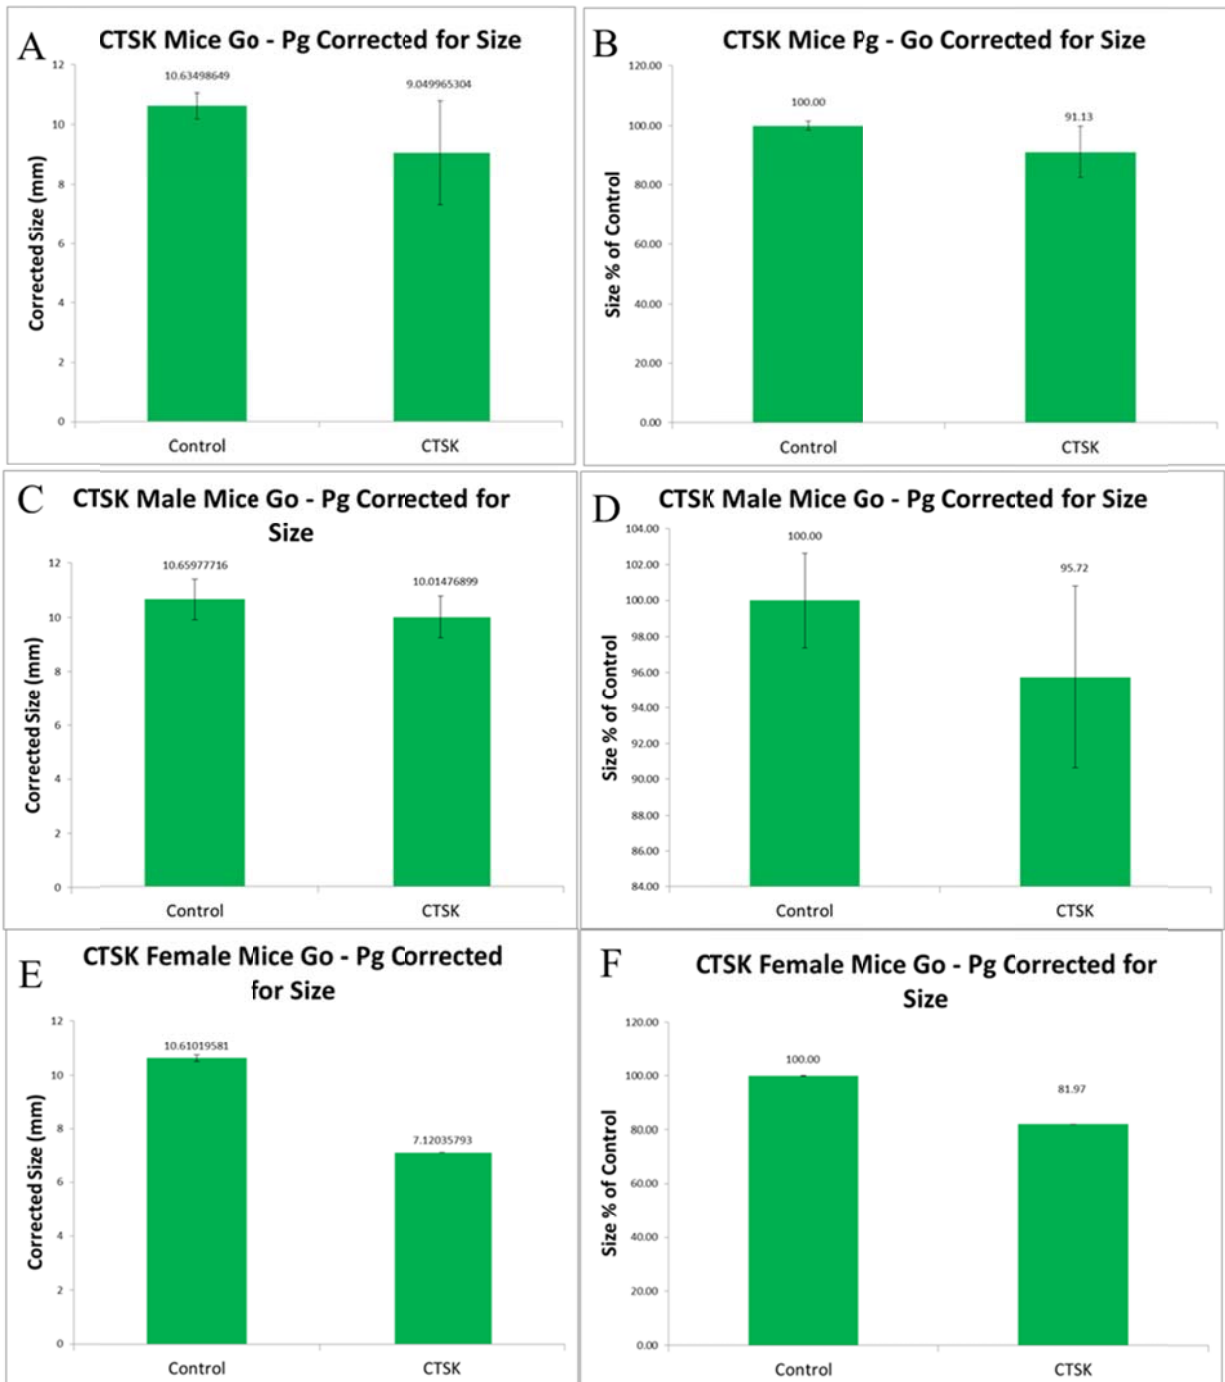 A
CTSK Mice Go - Pg Corrected for Size
12
10
8
6
4
2
0
Corrected Size (mm)
10.63498649
9.049965304
Control
CTSK
B
CTSK Mice Pg - Go Corrected for Size
120.00
100.00
80.00
60.00
40.00
20.00
0.00
Size % of Control
100.00
91.13
Control
CTSK
C
CTSK Male Mice Go - Pg Corrected for
Size
12
10
8
6
4
2
0
Corrected Size (mm)
10.65977716
10.01476899
Control
CTSK
D
CTSK Male Mice Go - Pg Corrected for Size
104.00
102.00
100.00
98.00
96.00
94.00
92.00
90.00
88.00
86.00
84.00
Size % of Control
100.00
95.72
Control
CTSK
E
CTSK Female Mice Go - Pg Corrected
for Size
12
10
8
6
4
2
0
Corrected Size (mm)
10.61019581
7.12035793
Control
CTSK
F
CTSK Female Mice Go - Pg Corrected for
Size
120.00
100.00
80.00
60.00
40.00
20.00
0.00
Size % of Control
100.00
81.97
Control
CTSK